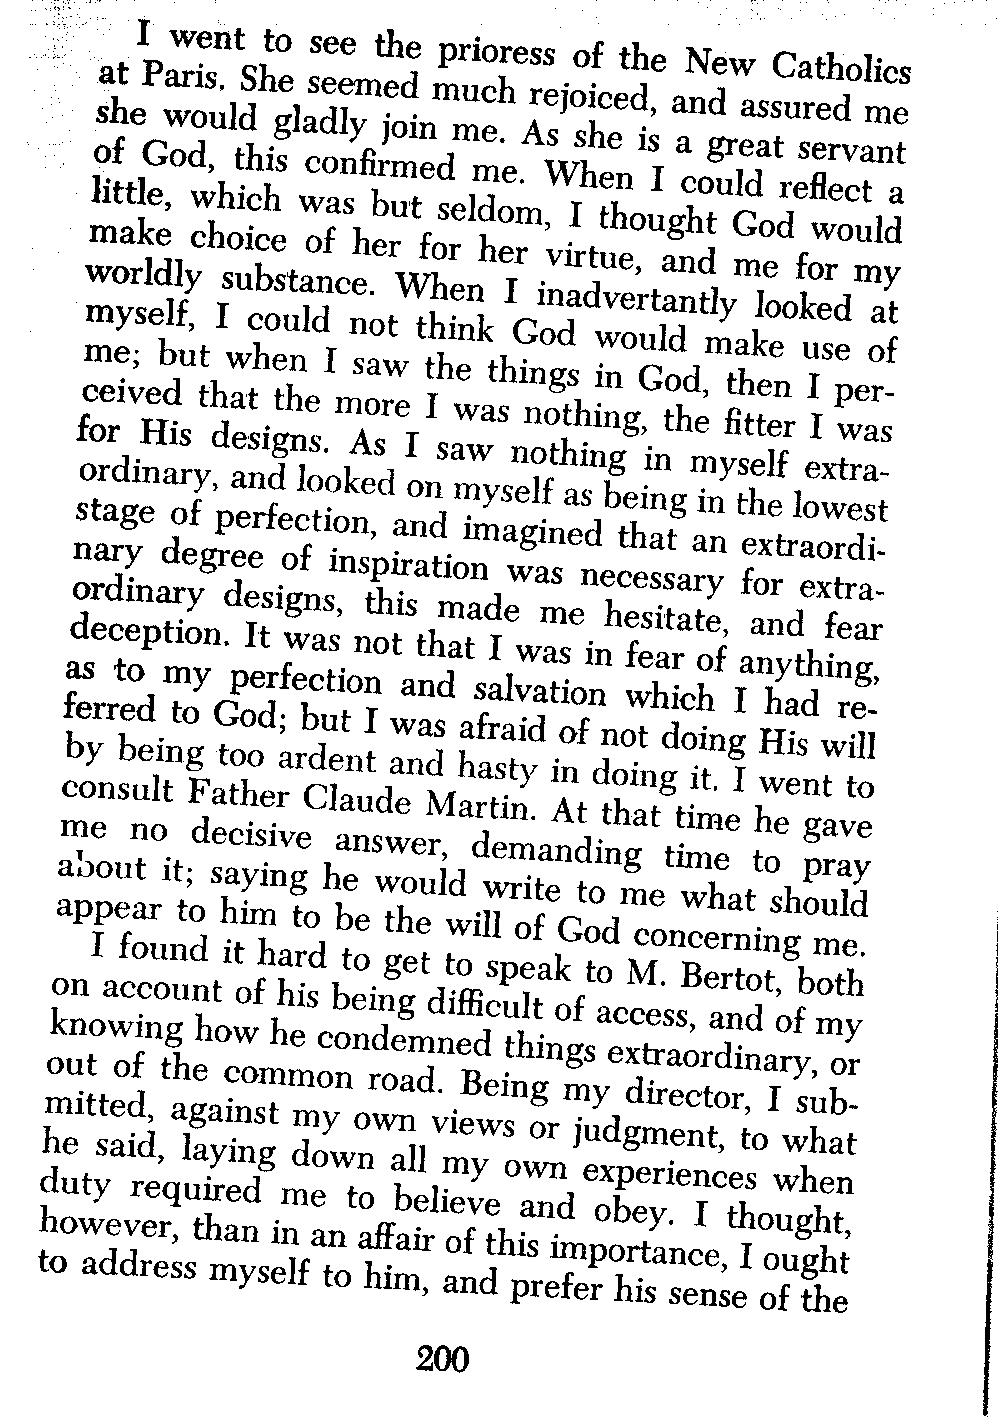 I went to see the prioress of the New Catholics
at Paris. She seemed much rejoiced, and assured me
she would gladly join me. As she is a great servant
of God, this confirmed me. When I could reflect a
little, which was but seldom, I thought God would
make choice of her for her virtue, and me for my
worldly substance. When I inadvertantly looked at
myself, I could not think God would make use of
me; but when I saw the things in God, then I per-
ceived that the more I was nothing, the fitter I was
for His designs. As I saw nothing in myself extra-
ordinary, and looked on myself as being in the lowest
stage of perfection, and imagined that an extraordi-
nary degree of inspiration was necessary for extra-
ordinary designs, this made me hesitate, and fear
deception. It was not that I was in fear of anything,
as to my perfection and salvation which I had re-
ferred to God; but I was afraid of not doing His will
by being too ardent and hasty in doing it. I went to
consult Father Claude Martin. At that time he gave
me no decisive answer, demanding time to pray
about it; saying he would write to me what should
appear to him to be the will of God concerning me.
I found it hard to get to speak to M. Bertot, both
on account of his being difficult of access, and of my
knowing how he condemned things extraordinary, or
out of the common road. Being my director, I sub-
mitted, against my own views or judgment, to what
he said, laying down all my own experiences when
duty required me to believe and obey. I thought,
however, than in an affair of this importance, I ought
to address myself to him, and prefer his sense of the
200